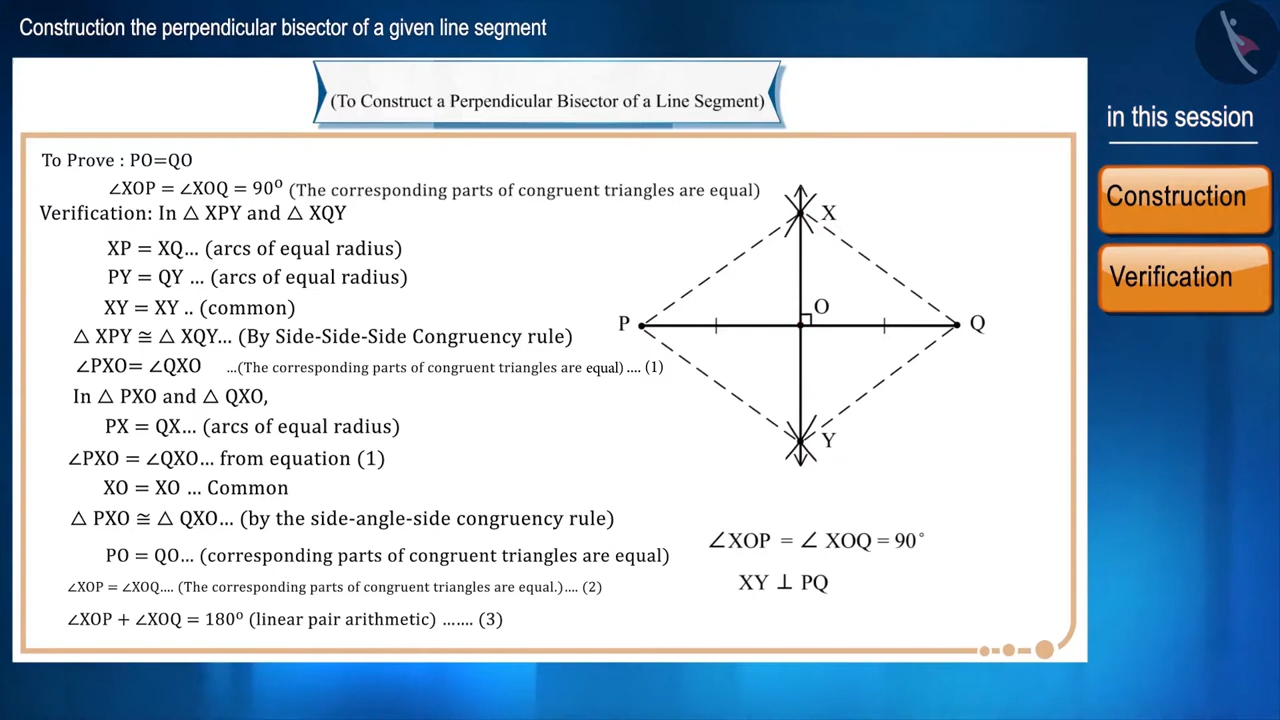 Construction the perpendicular bisector of a given line segment
(To Construct a Perpendicular Bisector of a Line Segment)
in this session
Construction
Verification
To Prove : PO=QO
∠XOP = ∠XOQ = 90⁰ (The corresponding parts of congruent triangles are equal)
Verification: In △ XPY and △ XQY
XP = XQ... (arcs of equal radius)
PY = QY ... (arcs of equal radius)
XY = XY .. (common)
△ XPY ≅ △ XQY... (By Side-Side-Side Congruency rule)
∠PXO= ∠QXO ...(The corresponding parts of congruent triangles are equal) .... (1)
In △ PXO and △ QXO,
PX = QX... (arcs of equal radius)
∠PXO = ∠QXO... from equation (1)
XO = XO ... Common
△ PXO ≅ △ QXO... (by the side-angle-side congruency rule)
PO = QO... (corresponding parts of congruent triangles are equal)
∠XOP = ∠XOQ.... (The corresponding parts of congruent triangles are equal.).... (2)
∠XOP + ∠XOQ = 180⁰ (linear pair arithmetic) ....... (3)
X
O
P
Q
Y
∠XOP = ∠ XOQ = 90°
XY ⊥ PQ